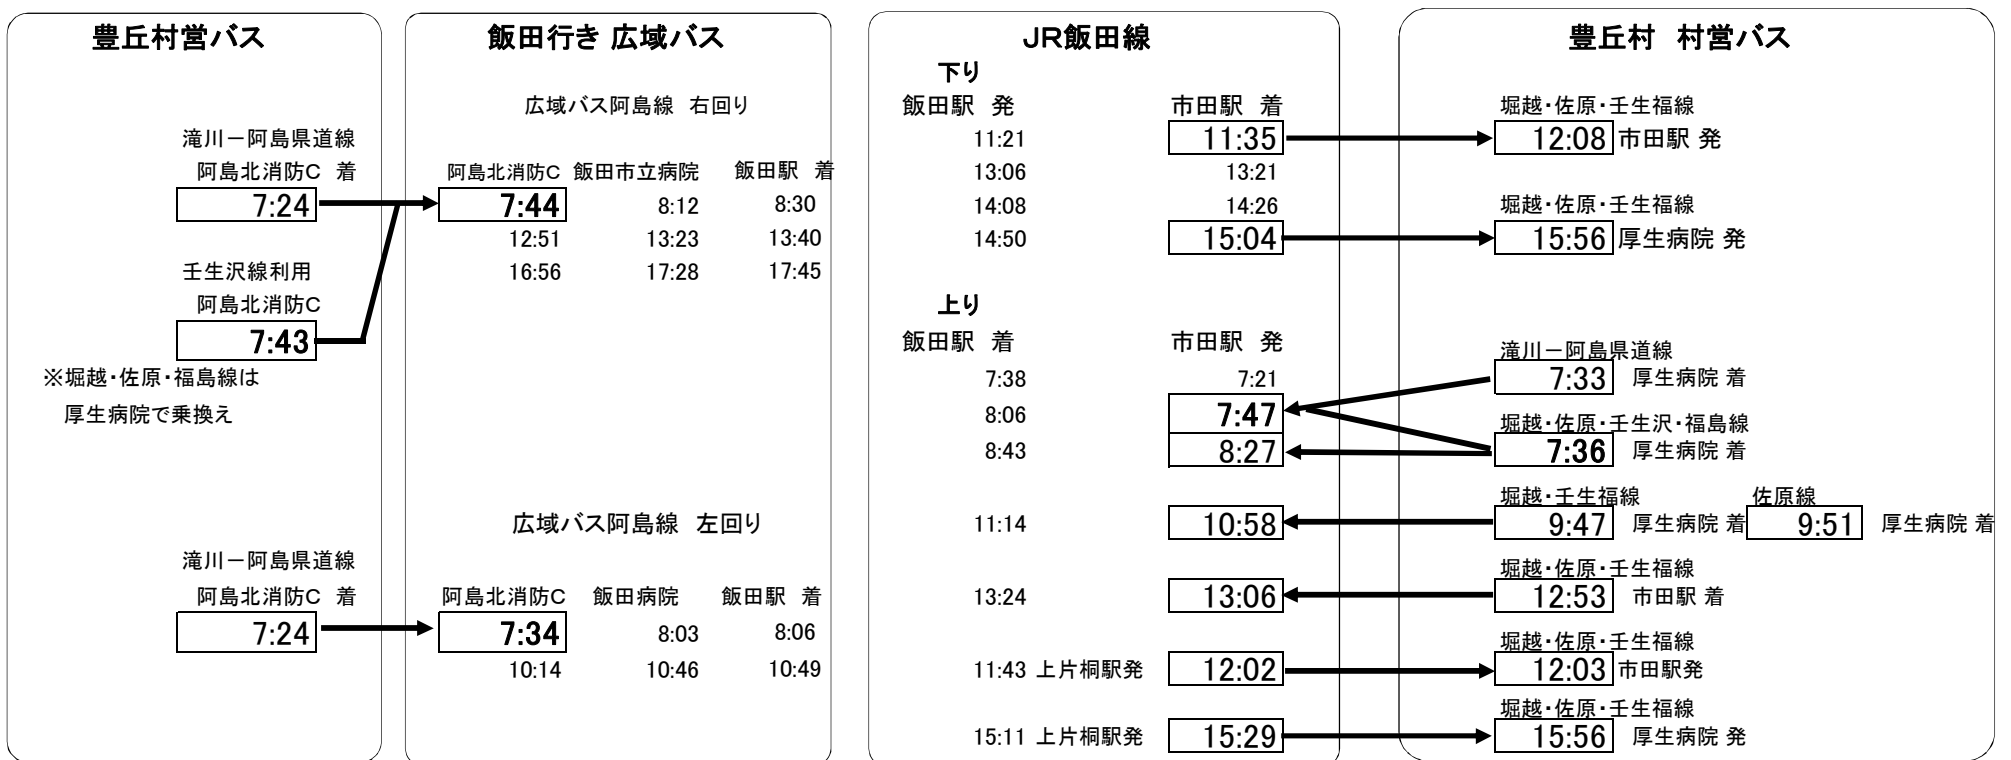 豊丘村営バス
滝川－阿島県道線
阿島北消防C 着
7:24
壬生沢線利用
阿島北消防C
7:43
※堀越・佐原・福島線は
厚生病院で乗換え
滝川－阿島県道線
阿島北消防C 着
7:24
飯田行き 広域バス
広域バス阿島線 右回り
阿島北消防C 飯田市立病院 飯田駅 着
7:44 8:12 8:30
12:51 13:23 13:40
16:56 17:28 17:45
広域バス阿島線 左回り
阿島北消防C 飯田病院 飯田駅 着
7:34 8:03 8:06
10:14 10:46 10:49
JR飯田線
下り
飯田駅 発 市田駅 着
11:21 11:35
13:06 13:21
14:08 14:26
14:50 15:04
上り
飯田駅 着 市田駅 発
7:38 7:21
8:06 7:47
8:43 8:27
11:14 10:58
13:24 13:06
11:43 上片桐駅発 12:02
15:11 上片桐駅発 15:29
豊丘村 村営バス
堀越・佐原・壬生福線
12:08 市田駅 発
堀越・佐原・壬生福線
15:56 厚生病院 発
滝川－阿島県道線
7:33 厚生病院 着
堀越・佐原・壬生沢・福島線
7:36 厚生病院 着
堀越・壬生福線 佐原線
9:47 厚生病院 着 9:51 厚生病院 着
堀越・佐原・壬生福線
12:53 市田駅 着
堀越・佐原・壬生福線
12:03 市田駅発
堀越・佐原・壬生福線
15:56 厚生病院 発